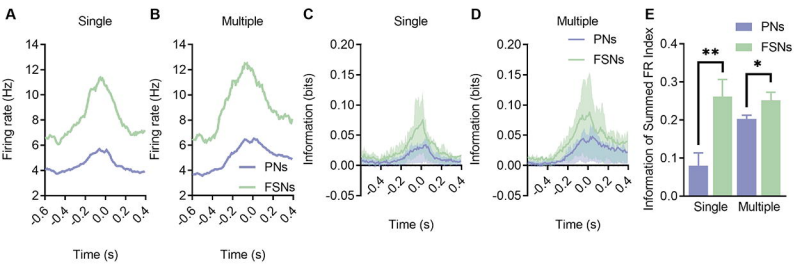 A
Single
Firing rate (Hz)
14
12
10
8
6
4
2
-0.6
-0.4
-0.2
0.0
0.2
0.4
Time (s)
B
Multiple
Firing rate (Hz)
14
12
10
8
6
4
2
PNs
FSNs
-0.6
-0.4
-0.2
0.0
0.2
0.4
Time (s)
C
Single
Information (bits)
0.20
0.15
0.10
0.05
0.00
-0.05
-0.4
-0.2
0.0
0.2
0.4
Time (s)
D
Multiple
PNs
FSNs
Information (bits)
0.20
0.15
0.10
0.05
0.00
-0.05
-0.4
-0.2
0.0
0.2
0.4
Time (s)
E
PNs
FSNs
Information of Summed FR Index
0.4
0.3
0.2
0.1
0.0
**
*
Single
Multiple